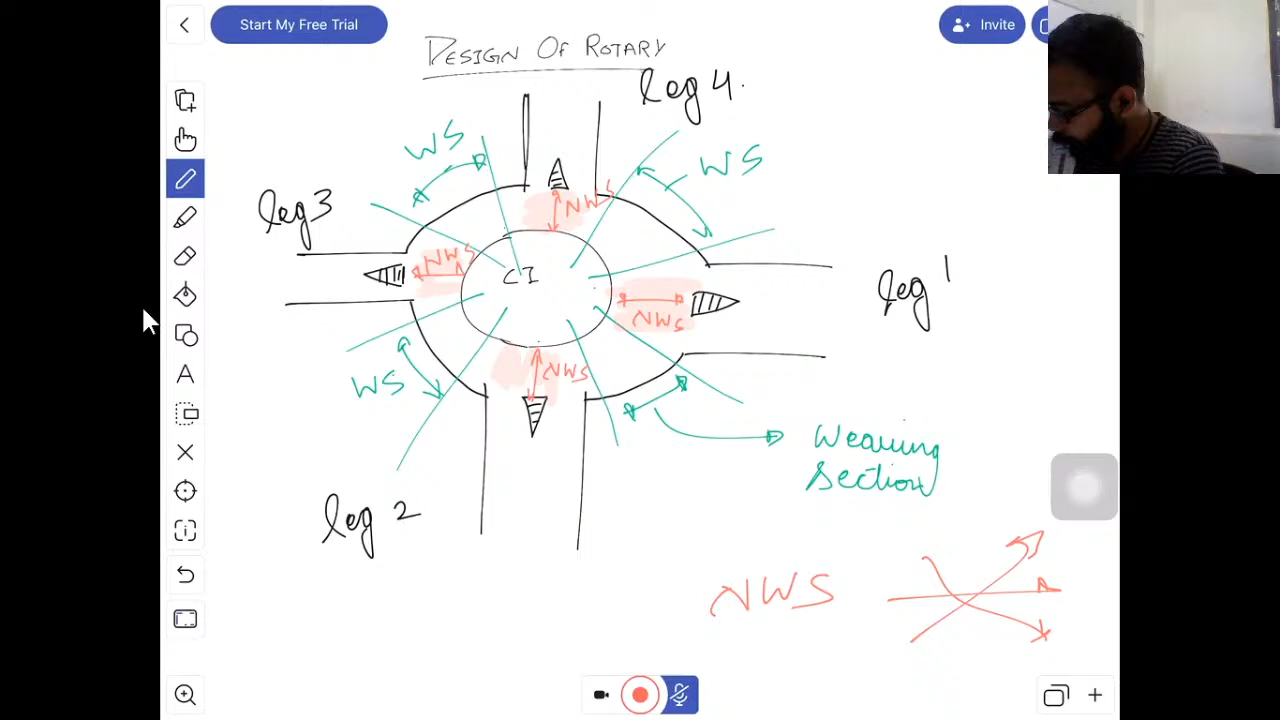 Start My Free Trial
Invite
DESIGN OF ROTARY
leg 4.
WS
WS
leg 3
NWS
NWS
CI
leg 1
NWS
NWS
WS
Weaving
Section
leg 2
NWS